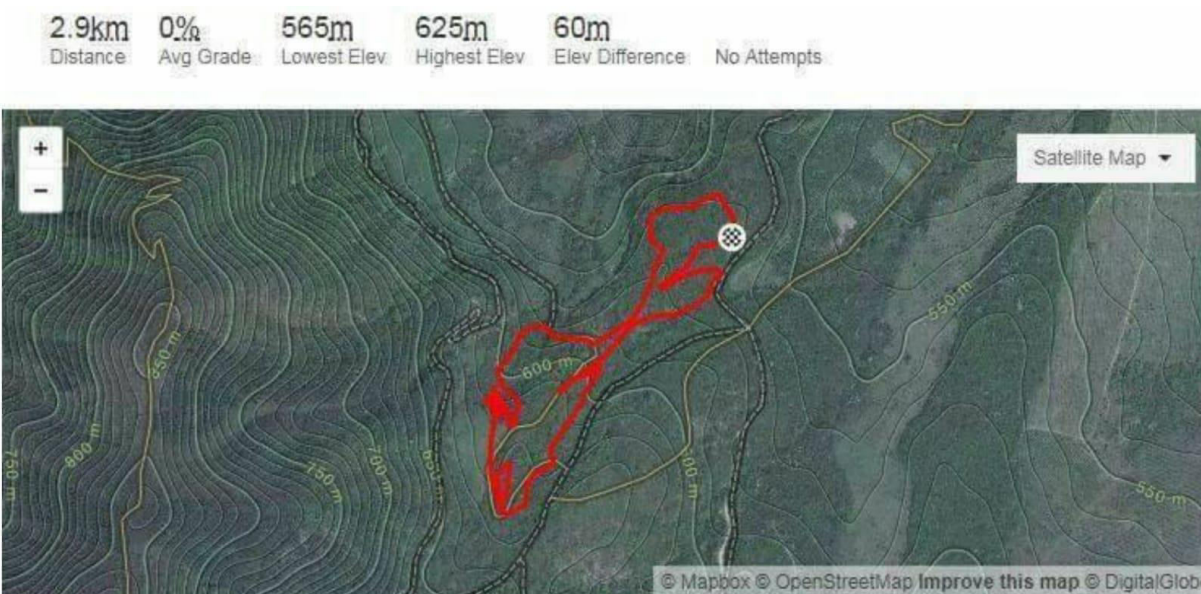 2.9km 0% 565m 625m 60m
Distance Avg Grade Lowest Elev Highest Elev Elev Difference No Attempts
+
Satellite Map
−
550 m
600 m
850 m
800 m
750 m
750 m
700 m
650 m
550 m
© Mapbox © OpenStreetMap Improve this map © DigitalGlob